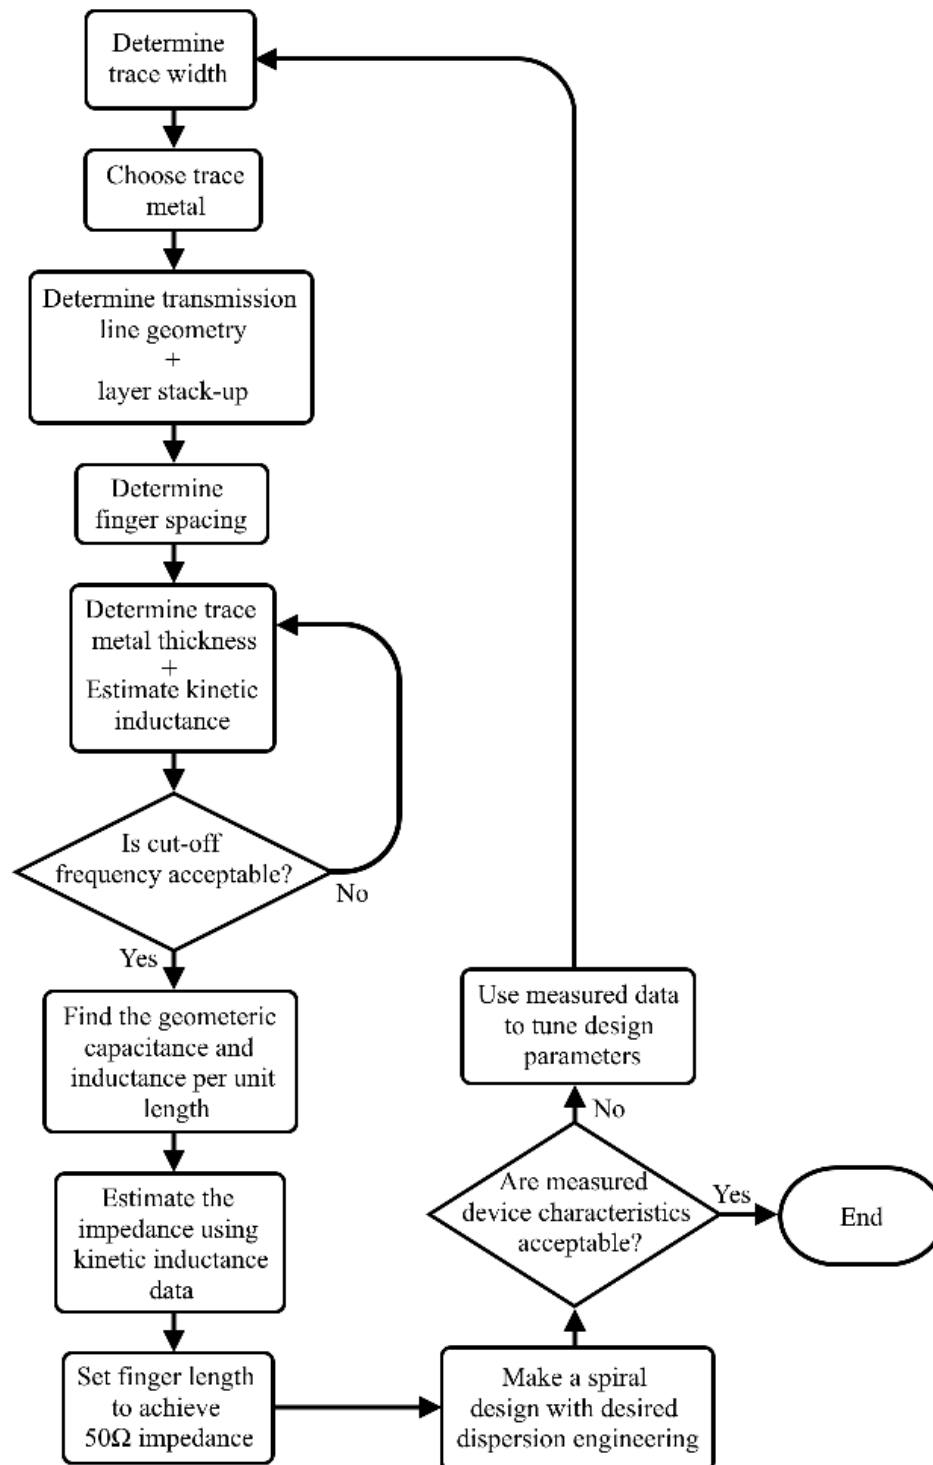 Determine
trace width
Choose trace
metal
Determine transmission
line geometry
+
layer stack-up
Determine
finger spacing
Determine trace
metal thickness
+
Estimate kinetic
inductance
Is cut-off
frequency acceptable?
No
Yes
Find the geometeric
capacitance and
inductance per unit
length
Estimate the
impedance using
kinetic inductance
data
Set finger length
to achieve
50Ω impedance
Make a spiral
design with desired
dispersion engineering
Are measured
device characteristics
acceptable?
Yes
End
No
Use measured data
to tune design
parameters